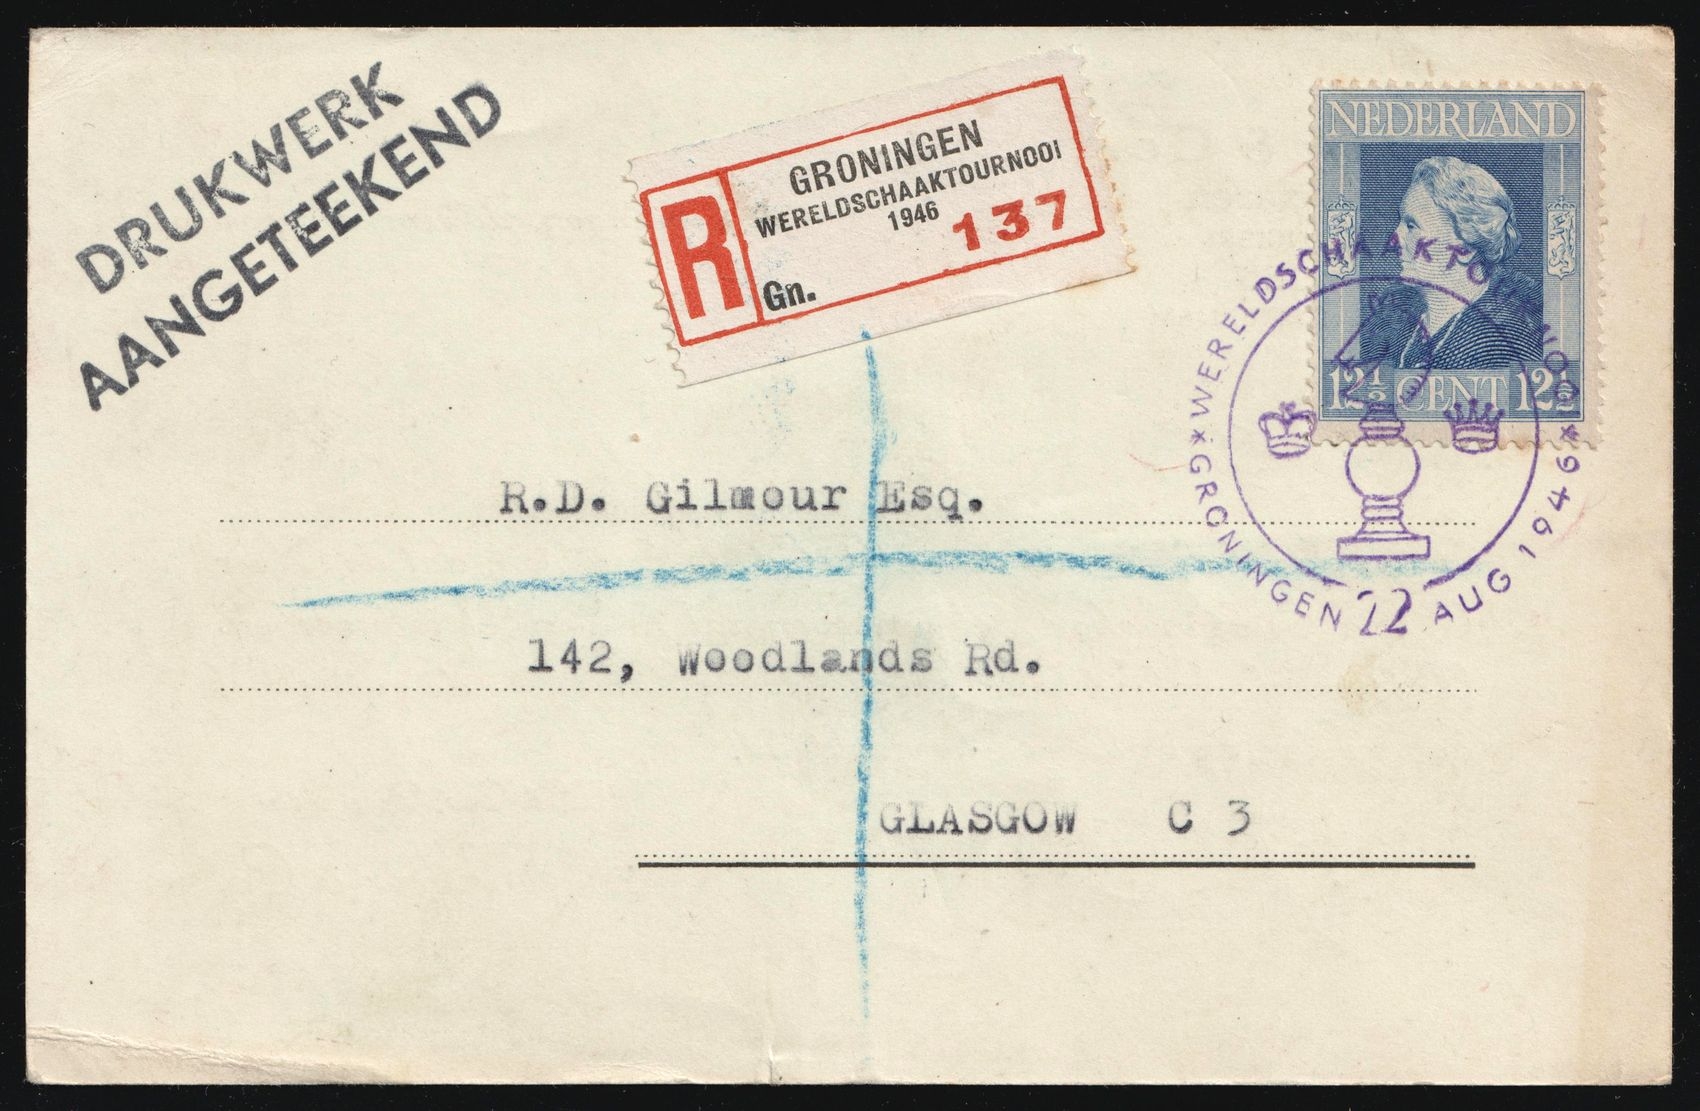 DRUKWERK
AANGETEEKEND
R
GRONINGEN
WERELDSCHAAKTOURNOOI
1946
137
Gn.
NEDERLAND
12½ CENT 12½
*WERELDSCHAAKTOURNOOI*
GRONINGEN 22 AUG 1946
R.D. Gilmour Esq.
142, Woodlands Rd.
GLASGOW C 3